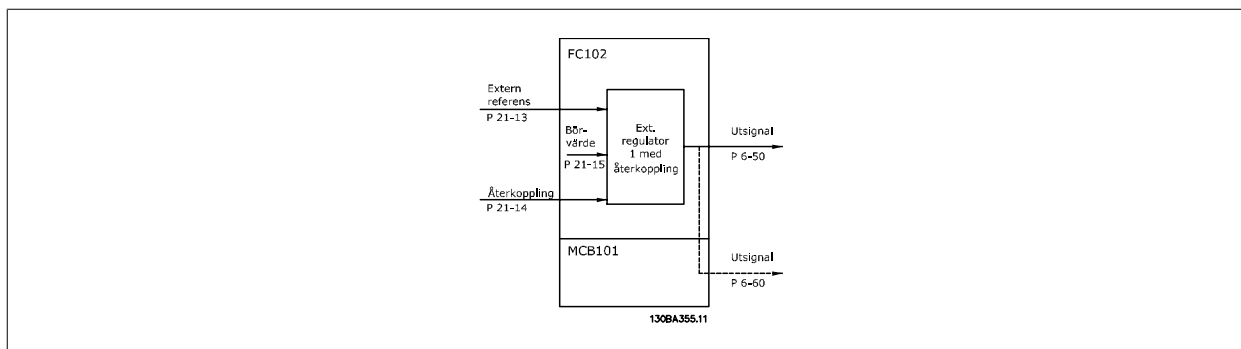 FC102
Extern
referens
P 21-13
Bör-
värde
P 21-15
Ext.
regulator
1 med
återkoppling
Utsignal
P 6-50
Återkoppling
P 21-14
MCB101
Utsignal
P 6-60
130BA355.11